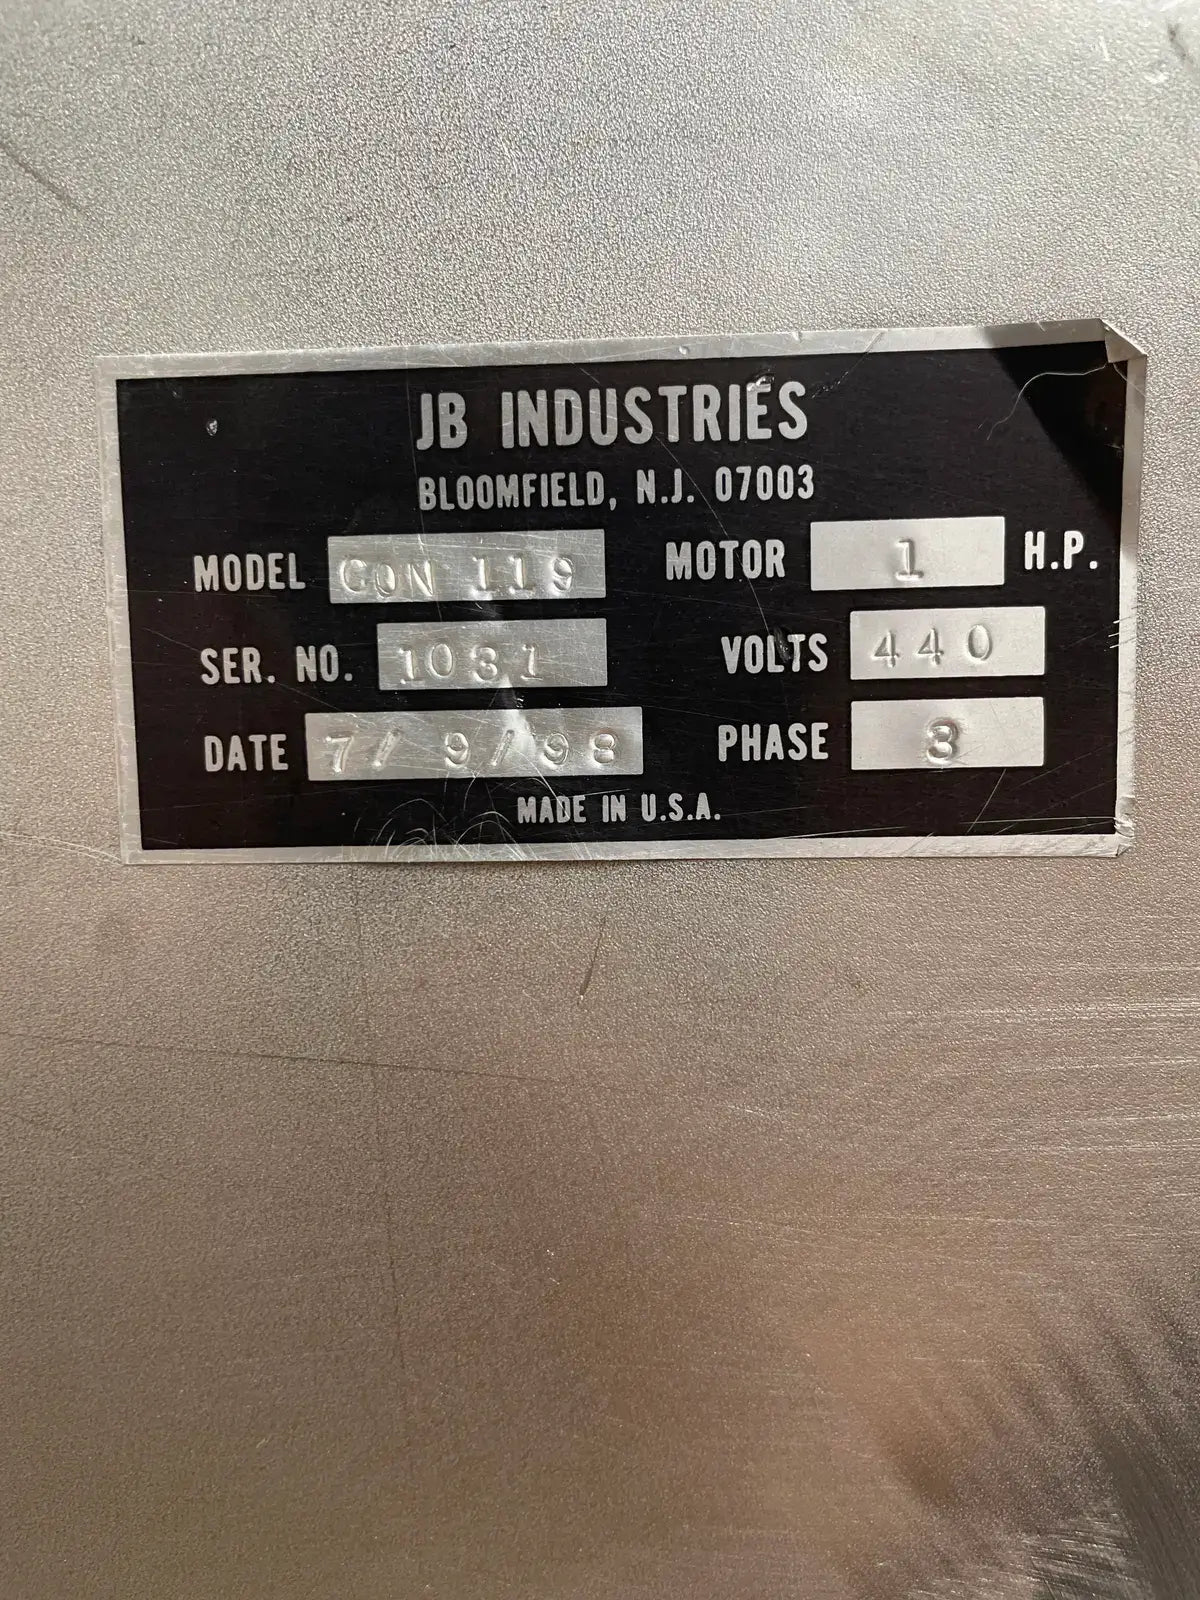 JB INDUSTRIES
BLOOMFIELD, N.J. 07003
MODEL CON 119 MOTOR 1 H.P.
SER. NO. 1031 VOLTS 440
DATE 7/ 9/98 PHASE 3
MADE IN U.S.A.